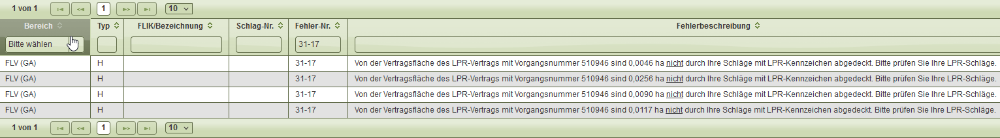 1 von 1 1 10
Bereich Typ FLIK/Bezeichnung Schlag-Nr. Fehler-Nr. Fehlerbeschreibung
Bitte wählen 31-17
FLV (GA) H 31-17 Von der Vertragsfläche des LPR-Vertrags mit Vorgangsnummer 510946 sind 0,0046 ha nicht durch Ihre Schläge mit LPR-Kennzeichen abgedeckt. Bitte prüfen Sie Ihre LPR-Schläge.
FLV (GA) H 31-17 Von der Vertragsfläche des LPR-Vertrags mit Vorgangsnummer 510946 sind 0,0256 ha nicht durch Ihre Schläge mit LPR-Kennzeichen abgedeckt. Bitte prüfen Sie Ihre LPR-Schläge.
FLV (GA) H 31-17 Von der Vertragsfläche des LPR-Vertrags mit Vorgangsnummer 510946 sind 0,0090 ha nicht durch Ihre Schläge mit LPR-Kennzeichen abgedeckt. Bitte prüfen Sie Ihre LPR-Schläge.
FLV (GA) H 31-17 Von der Vertragsfläche des LPR-Vertrags mit Vorgangsnummer 510946 sind 0,0117 ha nicht durch Ihre Schläge mit LPR-Kennzeichen abgedeckt. Bitte prüfen Sie Ihre LPR-Schläge.
1 von 1 1 10